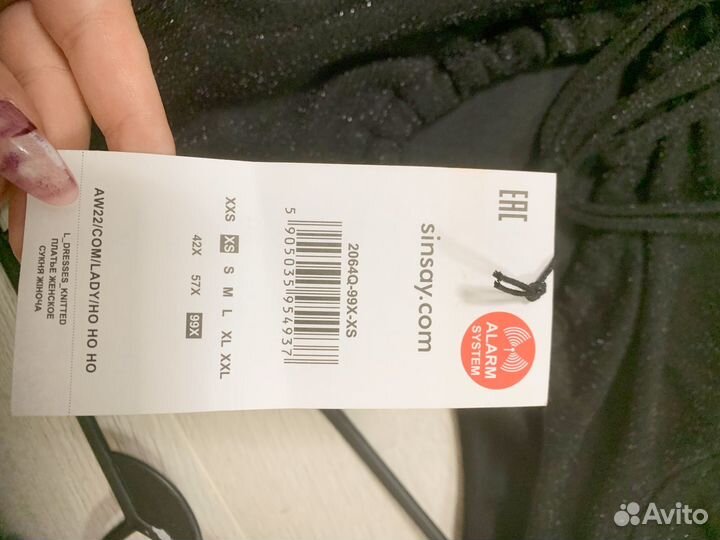 EAC
sinsay.com
ALARM
SYSTEM
2064Q-99X-XS
5 905035 954937
XXS XS S M L XL XXL
42X 57X 99X
AW22/COM/LADY/HO HO HO
L_DRESSES_KNITTED
ПЛАТЬЕ ЖЕНСКОЕ
СУКНЯ ЖІНОЧА
Avito